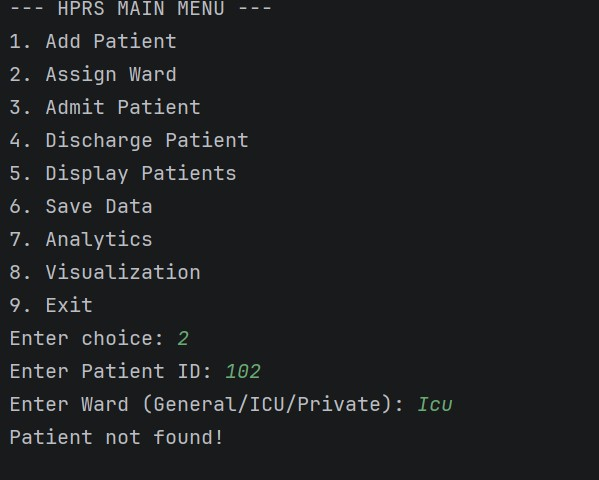 --- HPRS MAIN MENU ---
1. Add Patient
2. Assign Ward
3. Admit Patient
4. Discharge Patient
5. Display Patients
6. Save Data
7. Analytics
8. Visualization
9. Exit
Enter choice: 2
Enter Patient ID: 102
Enter Ward (General/ICU/Private): Icu
Patient not found!